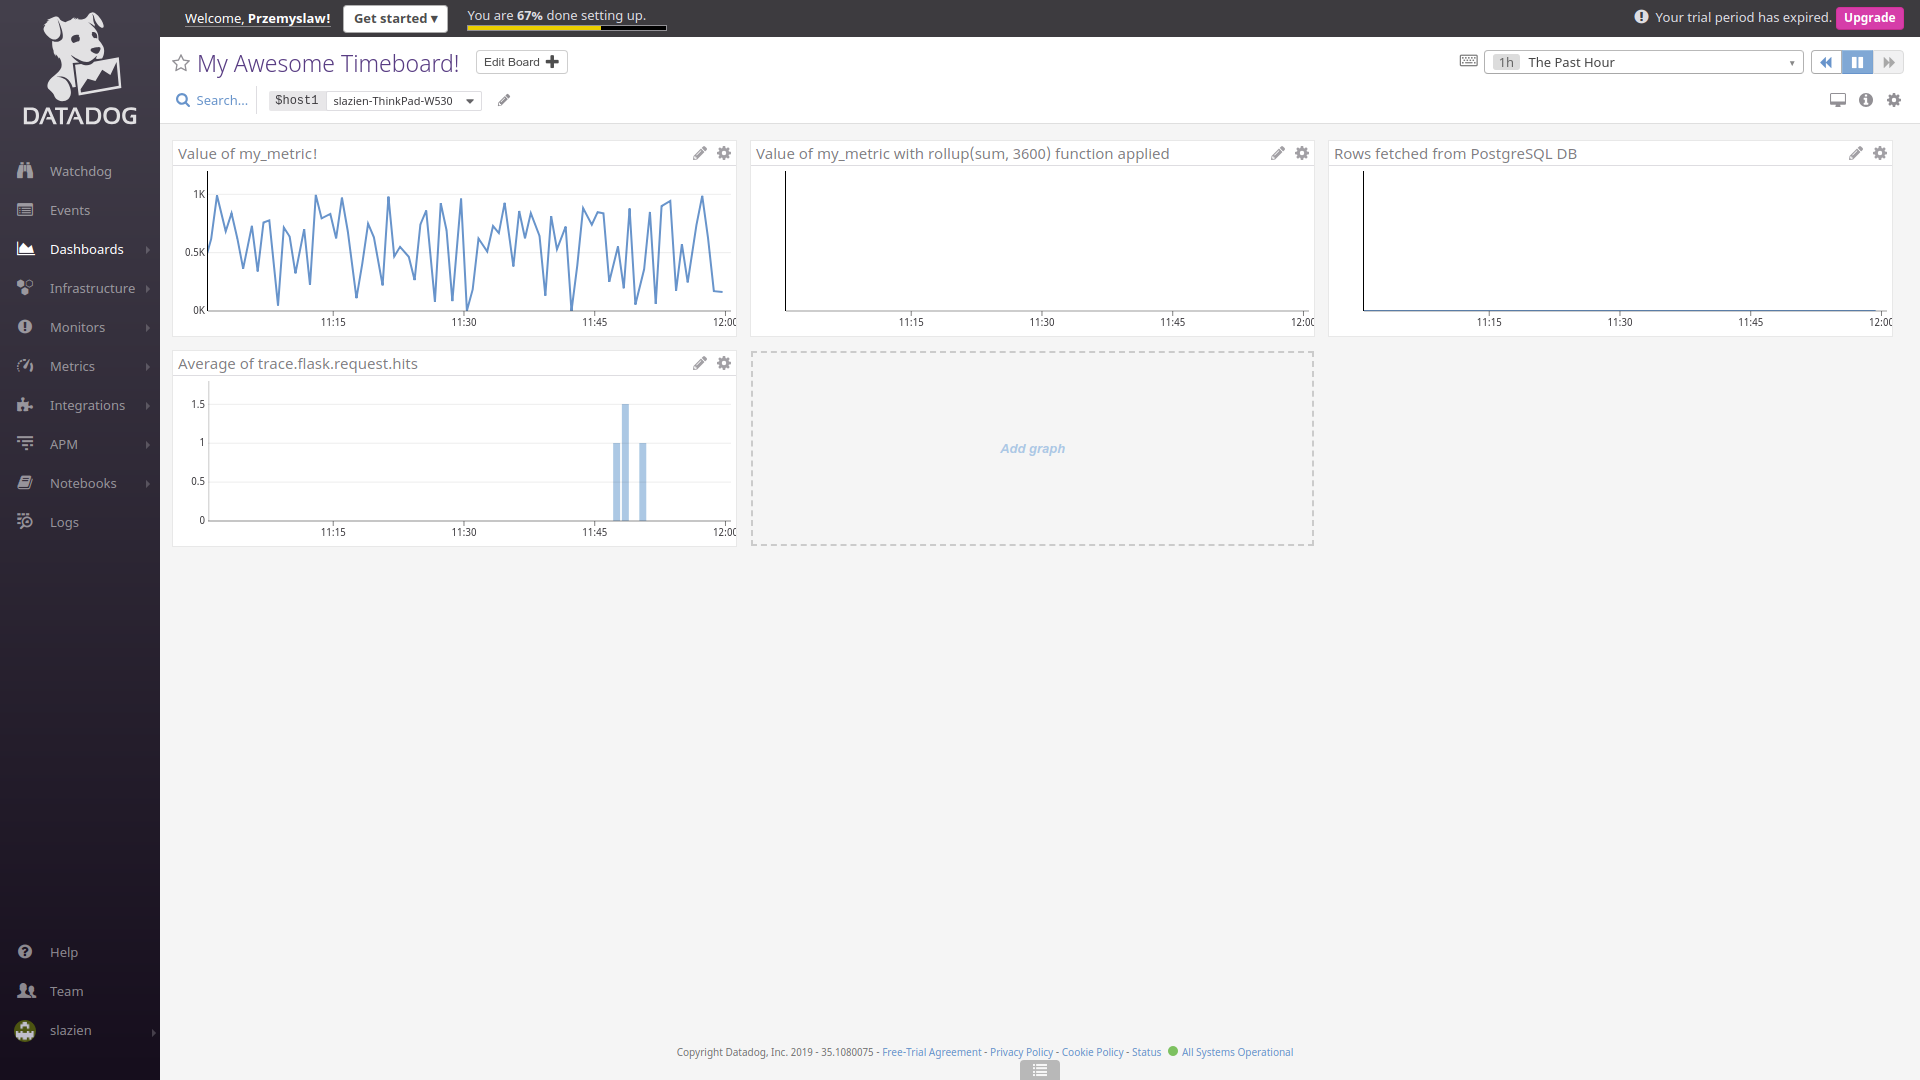 Welcome, Przemyslaw! Get started ▾ You are 67% done setting up. Your trial period has expired. Upgrade
DATADOG
My Awesome Timeboard! Edit Board 1h The Past Hour
Search... $host1 slazien-ThinkPad-W530
Watchdog
Events
Dashboards
Infrastructure
Monitors
Metrics
Integrations
APM
Notebooks
Logs
Help
Team
slazien
Value of my_metric!
1K
0.5K
0K
11:15 11:30 11:45 12:00
Value of my_metric with rollup(sum, 3600) function applied
11:15 11:30 11:45 12:00
Rows fetched from PostgreSQL DB
11:15 11:30 11:45 12:00
Average of trace.flask.request.hits
1.5
1
0.5
0
11:15 11:30 11:45 12:00
Add graph
Copyright Datadog, Inc. 2019 - 35.1080075 - Free-Trial Agreement - Privacy Policy - Cookie Policy - Status All Systems Operational